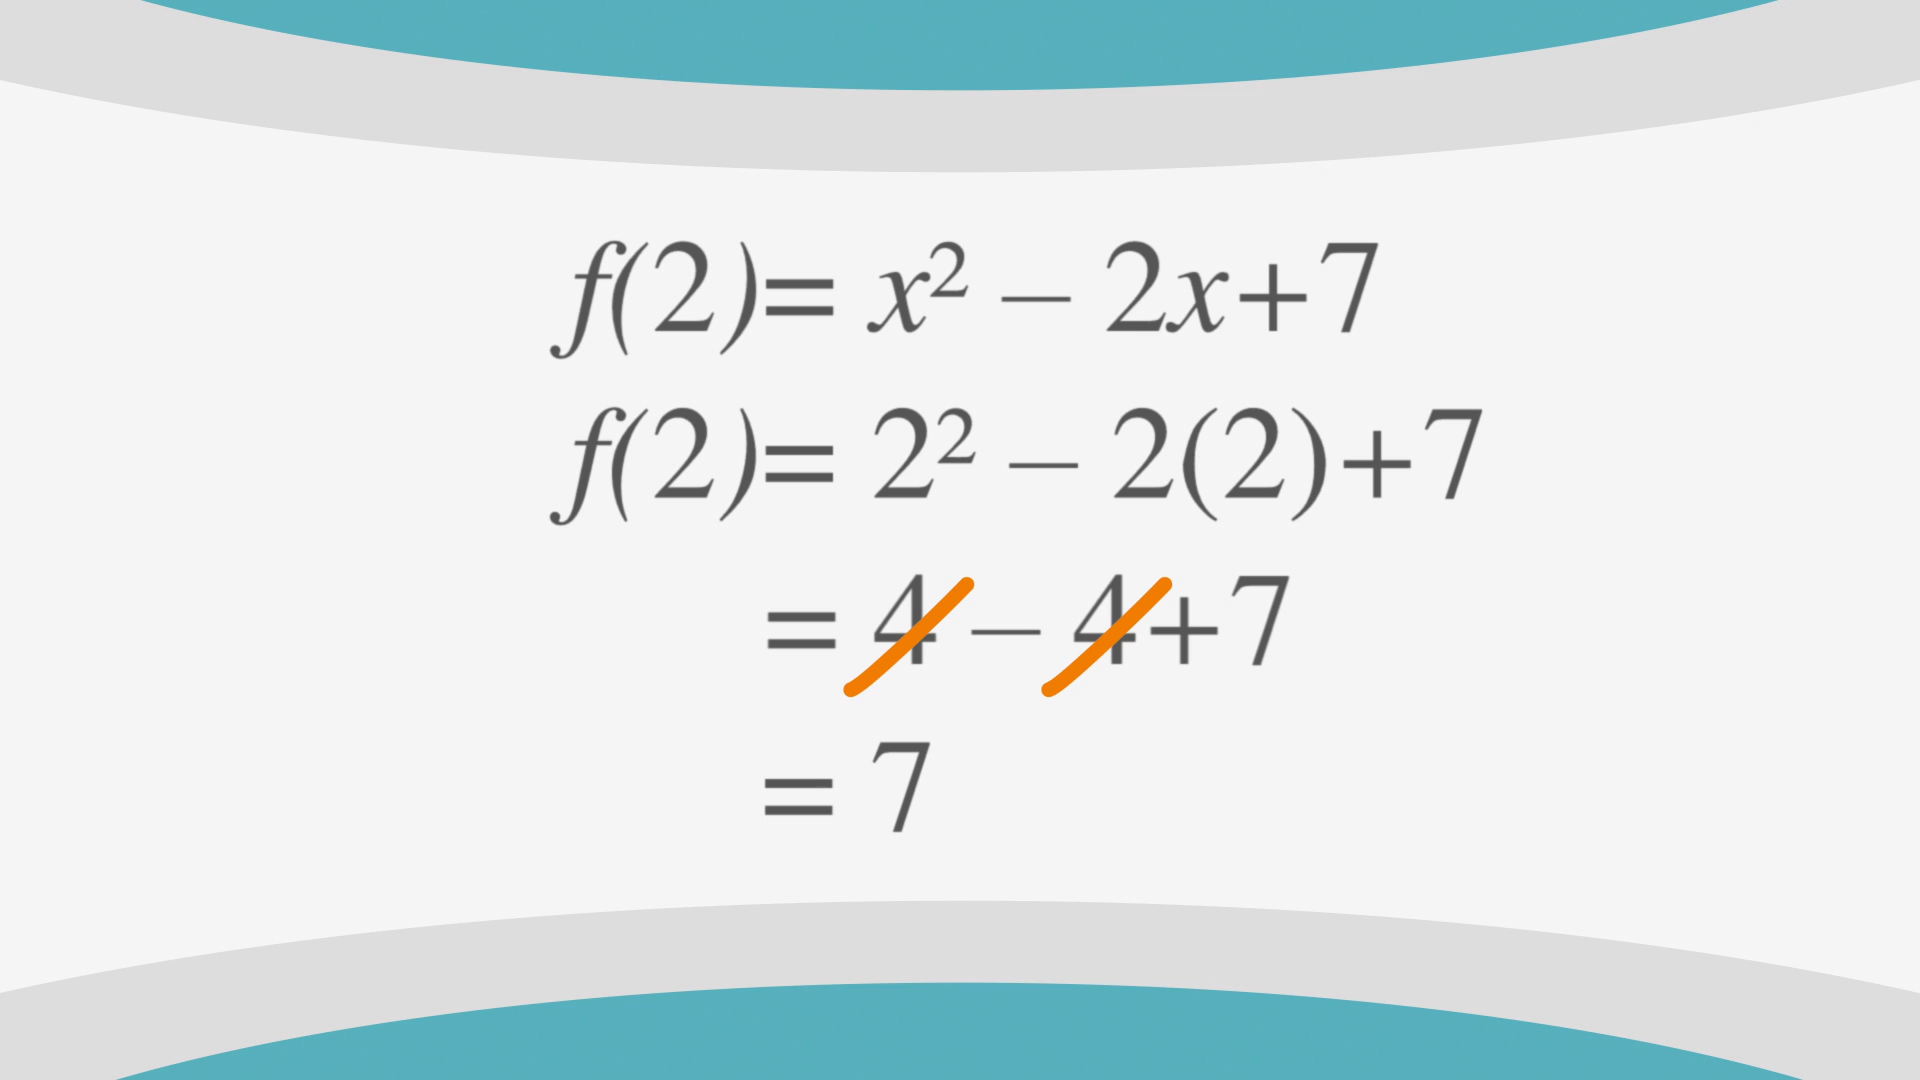 f(2)= x² – 2x+7
f(2)= 2² – 2(2)+7
= 4 – 4+7
= 7